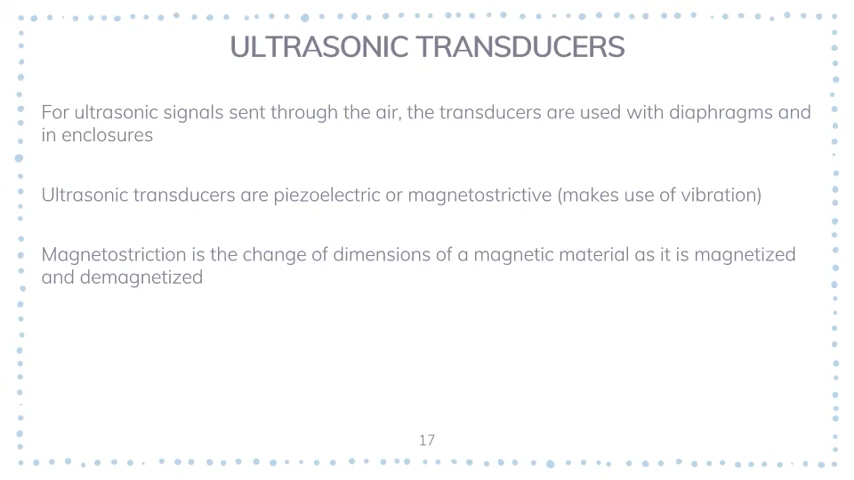 ULTRASONIC TRANSDUCERS
For ultrasonic signals sent through the air, the transducers are used with diaphragms and
in enclosures
Ultrasonic transducers are piezoelectric or magnetostrictive (makes use of vibration)
Magnetostriction is the change of dimensions of a magnetic material as it is magnetized
and demagnetized
17